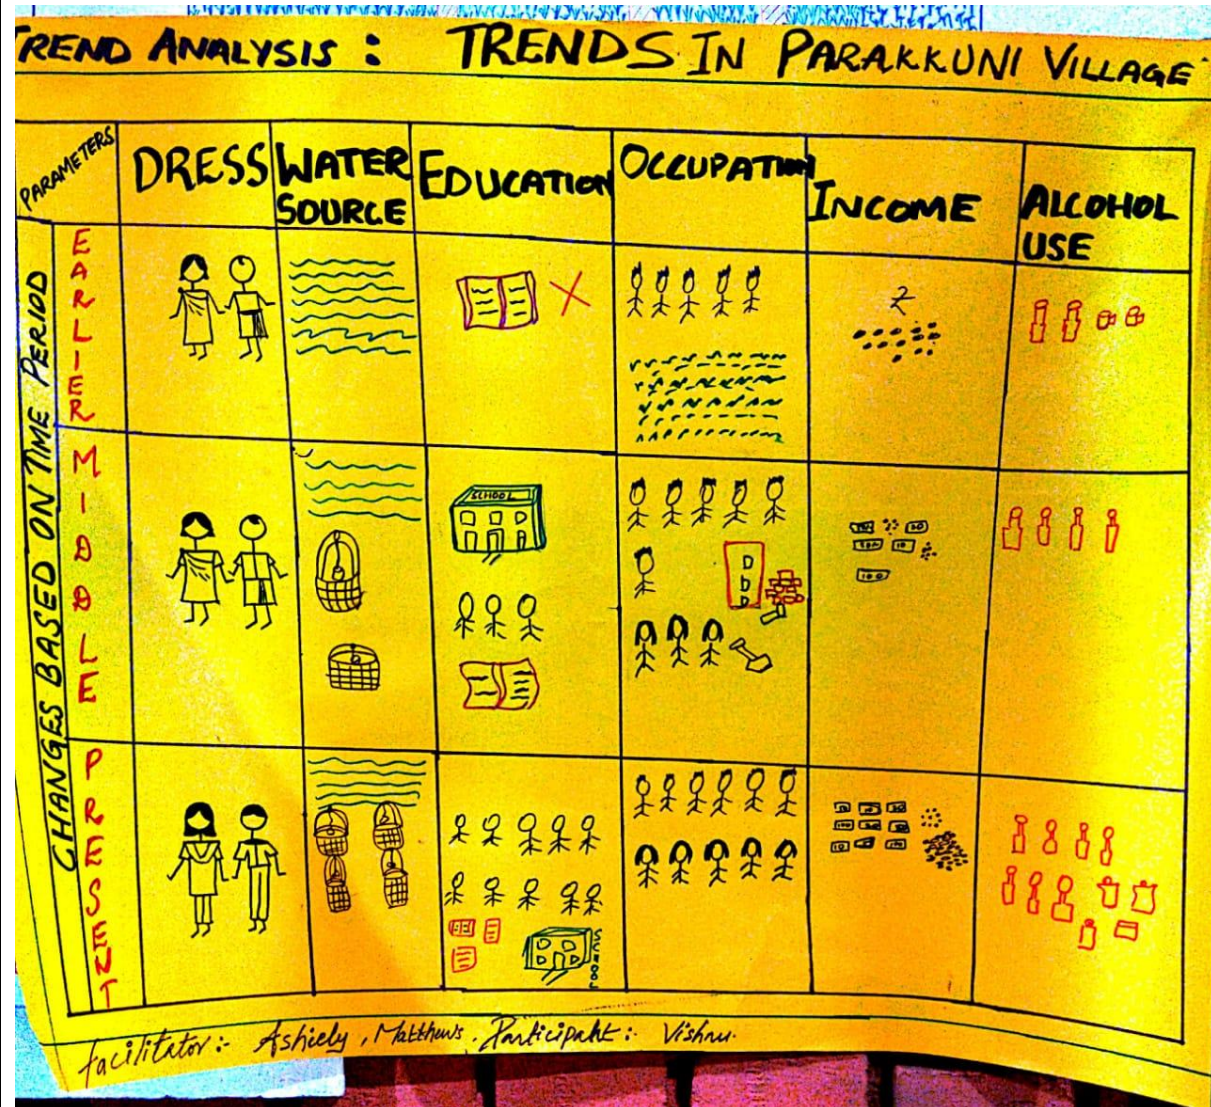 TREND ANALYSIS : TRENDS IN PARAKKUNI VILLAGE
PARAMETERS
DRESS
WATER
SOURCE
EDUCATION
OCCUPATION
INCOME
ALCOHOL
USE
CHANGES BASED ON TIME PERIOD
EARLIER
MIDDLE
SCHOOL
100
PRESENT
SCHOOL
facilitator:- Ashiely, Matthews. Participant:- Vishnu.